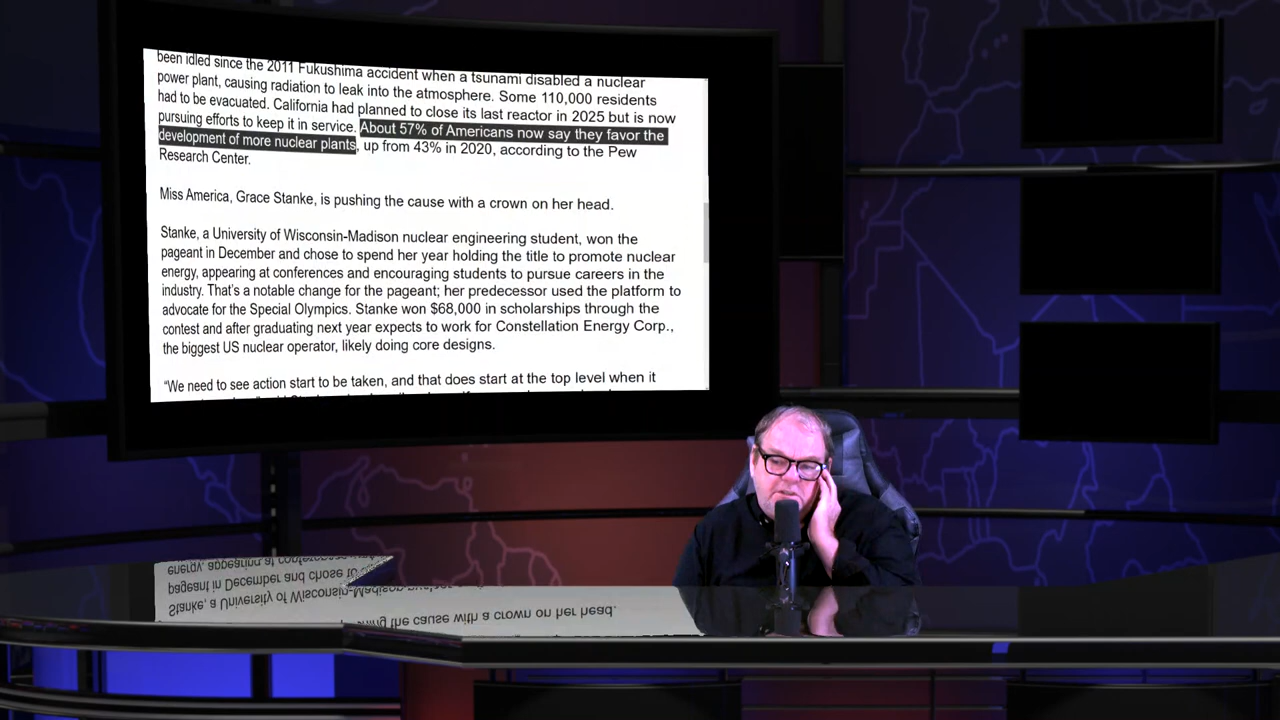 been idled since the 2011 Fukushima accident when a tsunami disabled a nuclear
power plant, causing radiation to leak into the atmosphere. Some 110,000 residents
had to be evacuated. California had planned to close its last reactor in 2025 but is now
pursuing efforts to keep it in service. About 57% of Americans now say they favor the
development of more nuclear plants, up from 43% in 2020, according to the Pew
Research Center.
Miss America, Grace Stanke, is pushing the cause with a crown on her head.
Stanke, a University of Wisconsin-Madison nuclear engineering student, won the
pageant in December and chose to spend her year holding the title to promote nuclear
energy, appearing at conferences and encouraging students to pursue careers in the
industry. That's a notable change for the pageant; her predecessor used the platform to
advocate for the Special Olympics. Stanke won $68,000 in scholarships through the
contest and after graduating next year expects to work for Constellation Energy Corp.,
the biggest US nuclear operator, likely doing core designs.
“We need to see action start to be taken, and that does start at the top level when it